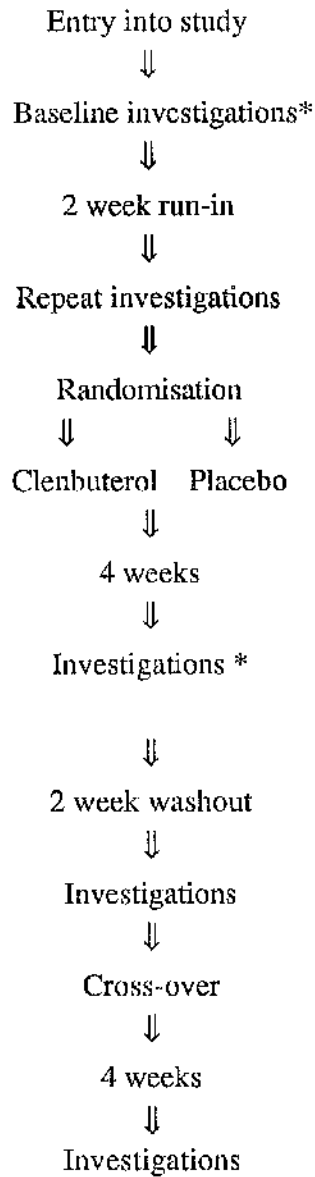 Entry into study
⇓
Baseline investigations*
⇓
2 week run-in
⇓
Repeat investigations
⇓
Randomisation
⇓ ⇓
Clenbuterol Placebo
⇓
4 weeks
⇓
Investigations *
⇓
2 week washout
⇓
Investigations
⇓
Cross-over
⇓
4 weeks
⇓
Investigations